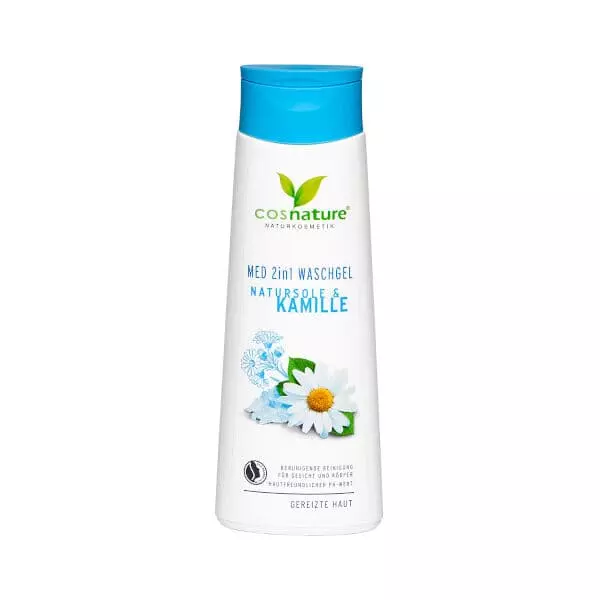 cosnature®
NATURKOSMETIK
MED 2in1 WASCHGEL
NATURSOLE &
KAMILLE
BERUHIGENDE REINIGUNG
FÜR GESICHT UND KÖRPER
HAUTFREUNDLICHER PH-WERT
GEREIZTE HAUT